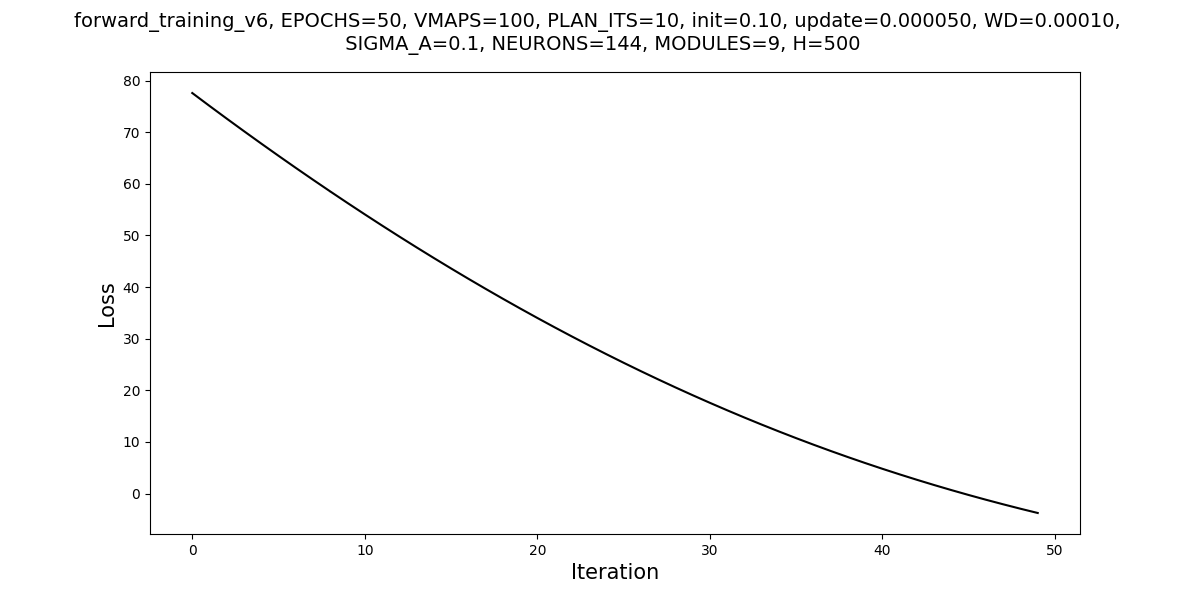 forward_training_v6, EPOCHS=50, VMAPS=100, PLAN_ITS=10, init=0.10, update=0.000050, WD=0.00010,
SIGMA_A=0.1, NEURONS=144, MODULES=9, H=500
80
70
60
50
40
30
20
10
0
Loss
0 10 20 30 40 50
Iteration